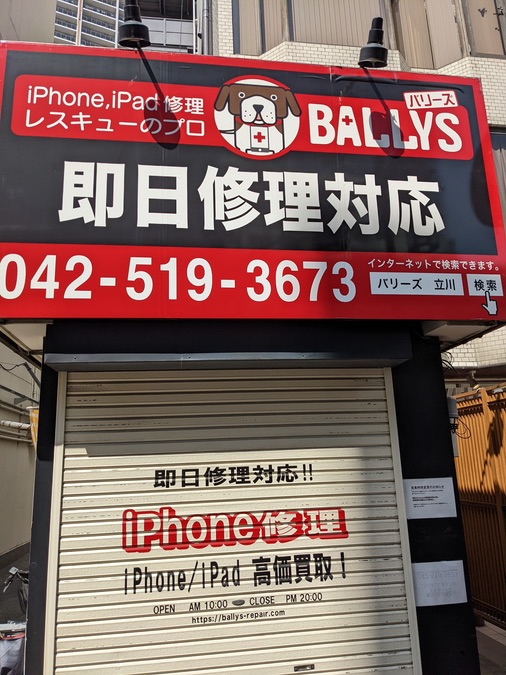 iPhone,iPad修理
レスキューのプロ
バリーズ
BALLYS
即日修理対応
042-519-3673
インターネットで検索できます。
バリーズ 立川 検索
即日修理対応!!
iPhone修理
iPhone/iPad 高価買取!
OPEN AM 10:00 CLOSE PM 20:00
https://ballys-repair.com